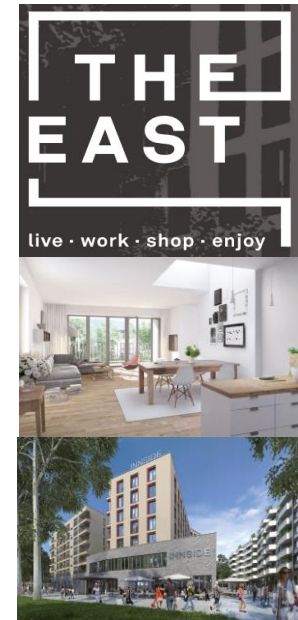 THE
EAST
live · work · shop · enjoy
INNSIDE
INNSIDE